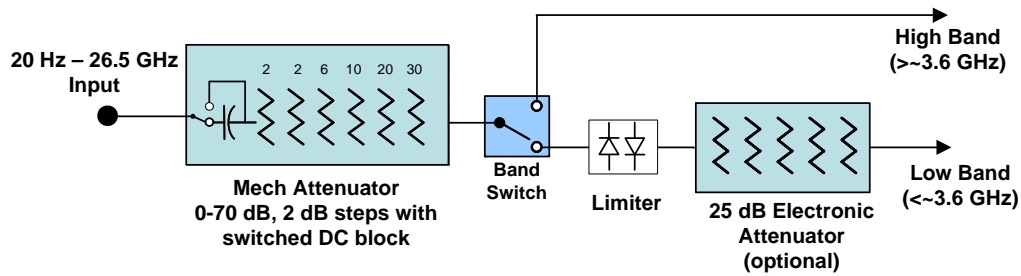 20 Hz – 26.5 GHz
Input
2 2 6 10 20 30
Mech Attenuator
0-70 dB, 2 dB steps with
switched DC block
Band
Switch
Limiter
25 dB Electronic
Attenuator
(optional)
High Band
(>~3.6 GHz)
Low Band
(<~3.6 GHz)